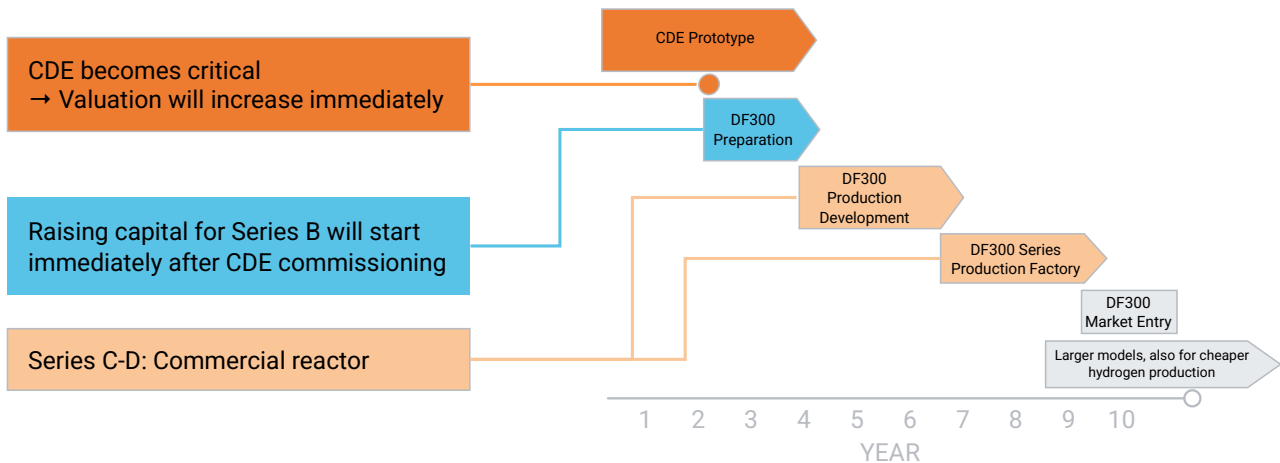 CDE Prototype
CDE becomes critical
→ Valuation will increase immediately
DF300
Preparation
DF300
Production
Development
Raising capital for Series B will start
immediately after CDE commissioning
DF300 Series
Production Factory
DF300
Market Entry
Series C-D: Commercial reactor
Larger models, also for cheaper
hydrogen production
1 2 3 4 5 6 7 8 9 10
YEAR